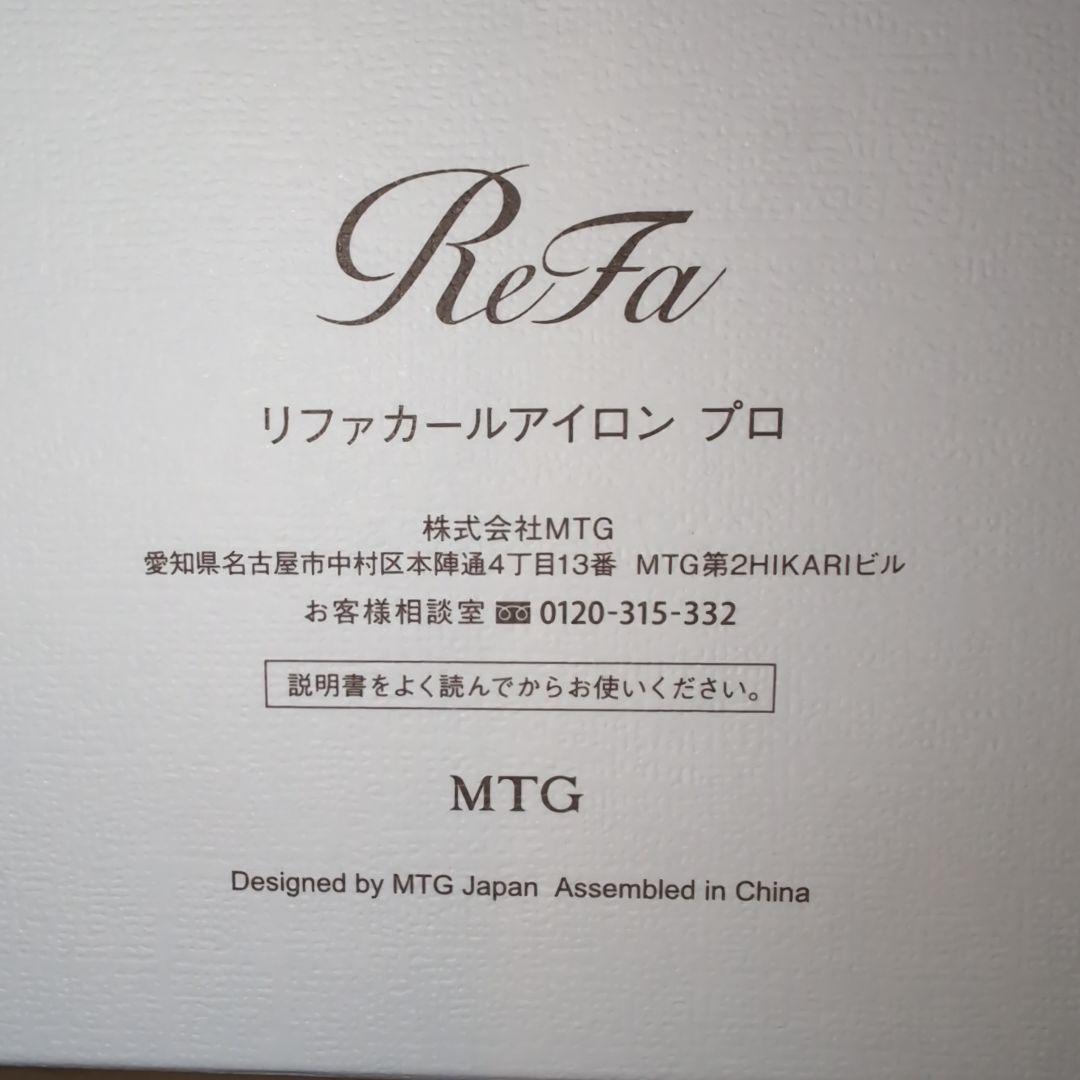 ReFa
リファカールアイロン プロ
株式会社MTG
愛知県名古屋市中村区本陣通4丁目13番 MTG第2HIKARIビル
お客様相談室 0120-315-332
説明書をよく読んでからお使いください。
MTG
Designed by MTG Japan Assembled in China